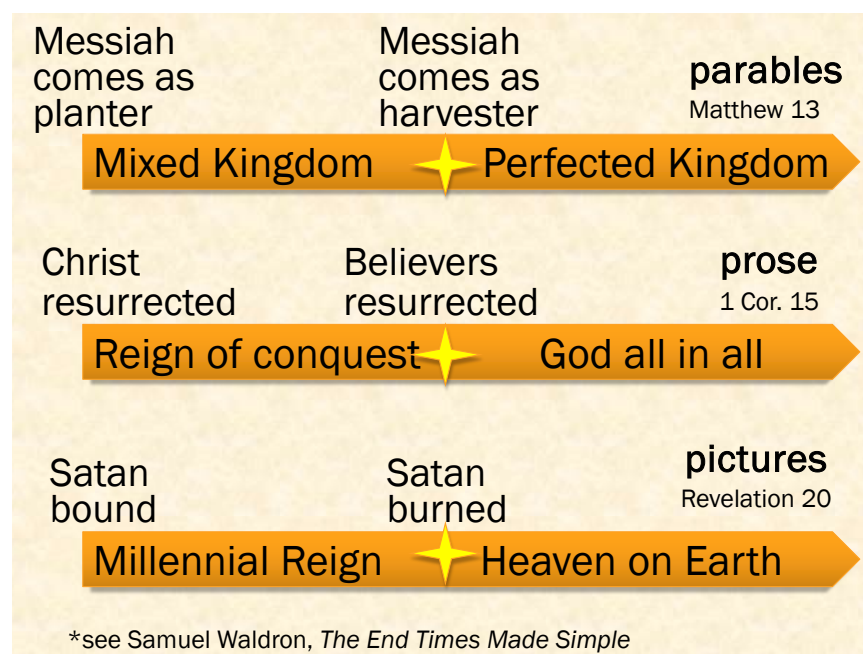 Messiah
comes as
planter
Messiah
comes as
harvester
parables
Matthew 13
Mixed Kingdom
Perfected Kingdom
Christ
resurrected
Believers
resurrected
prose
1 Cor. 15
Reign of conquest
God all in all
Satan
bound
Satan
burned
pictures
Revelation 20
Millennial Reign
Heaven on Earth
*see Samuel Waldron, The End Times Made Simple